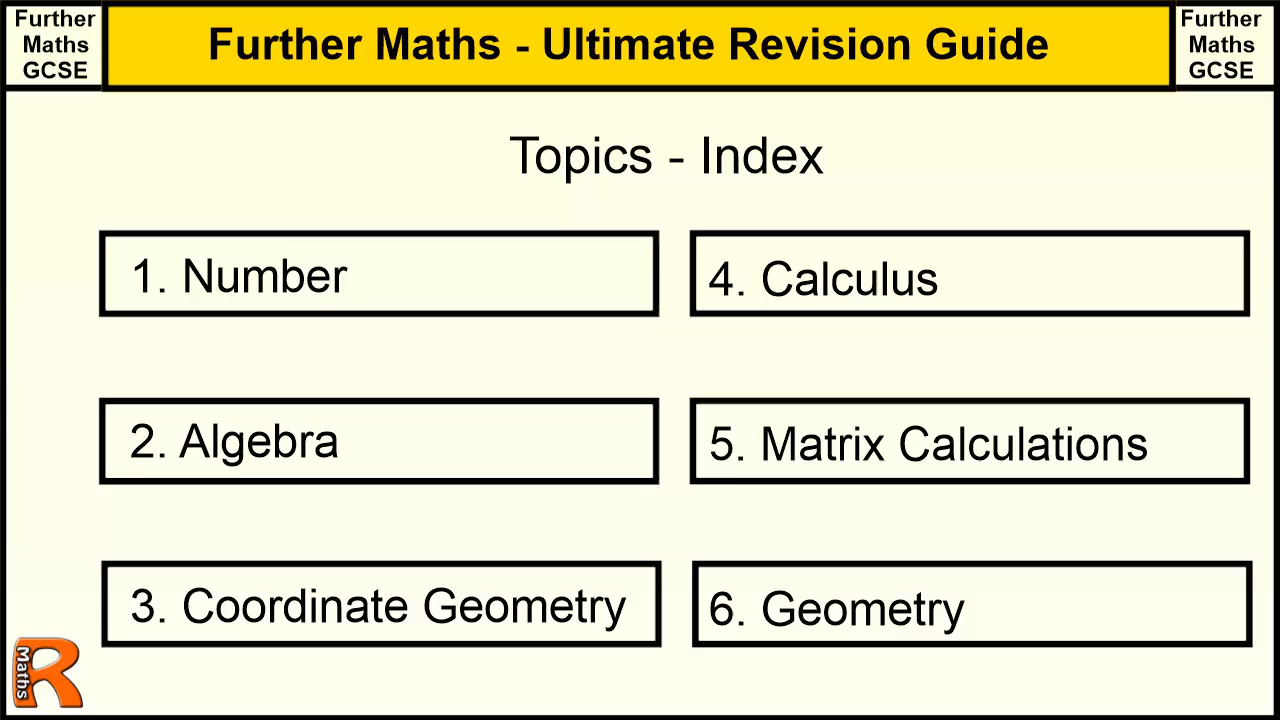 Further
Maths
GCSE
Further Maths - Ultimate Revision Guide
Further
Maths
GCSE
Topics - Index
1. Number
4. Calculus
2. Algebra
5. Matrix Calculations
3. Coordinate Geometry
6. Geometry
R
Maths